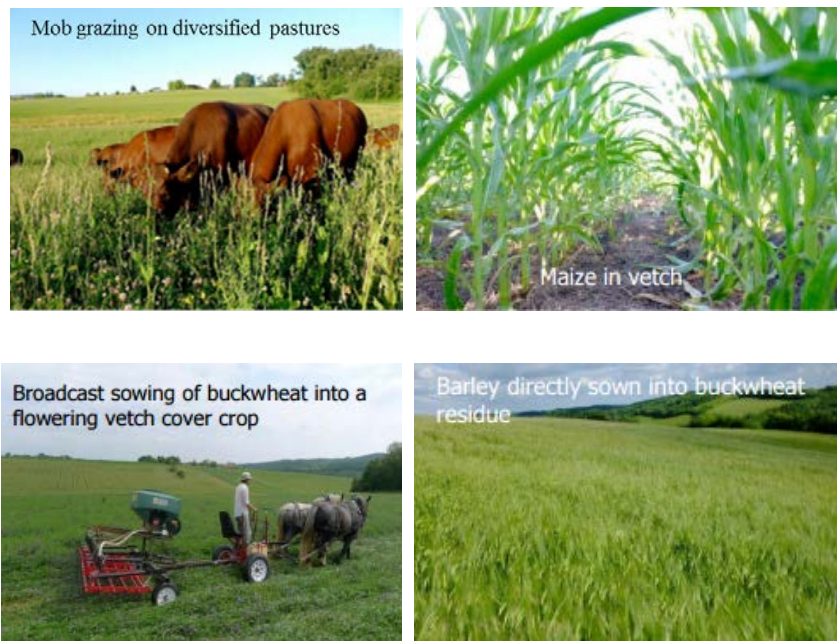 Mob grazing on diversified pastures
Maize in vetch
Broadcast sowing of buckwheat into a
flowering vetch cover crop
Barley directly sown into buckwheat
residue